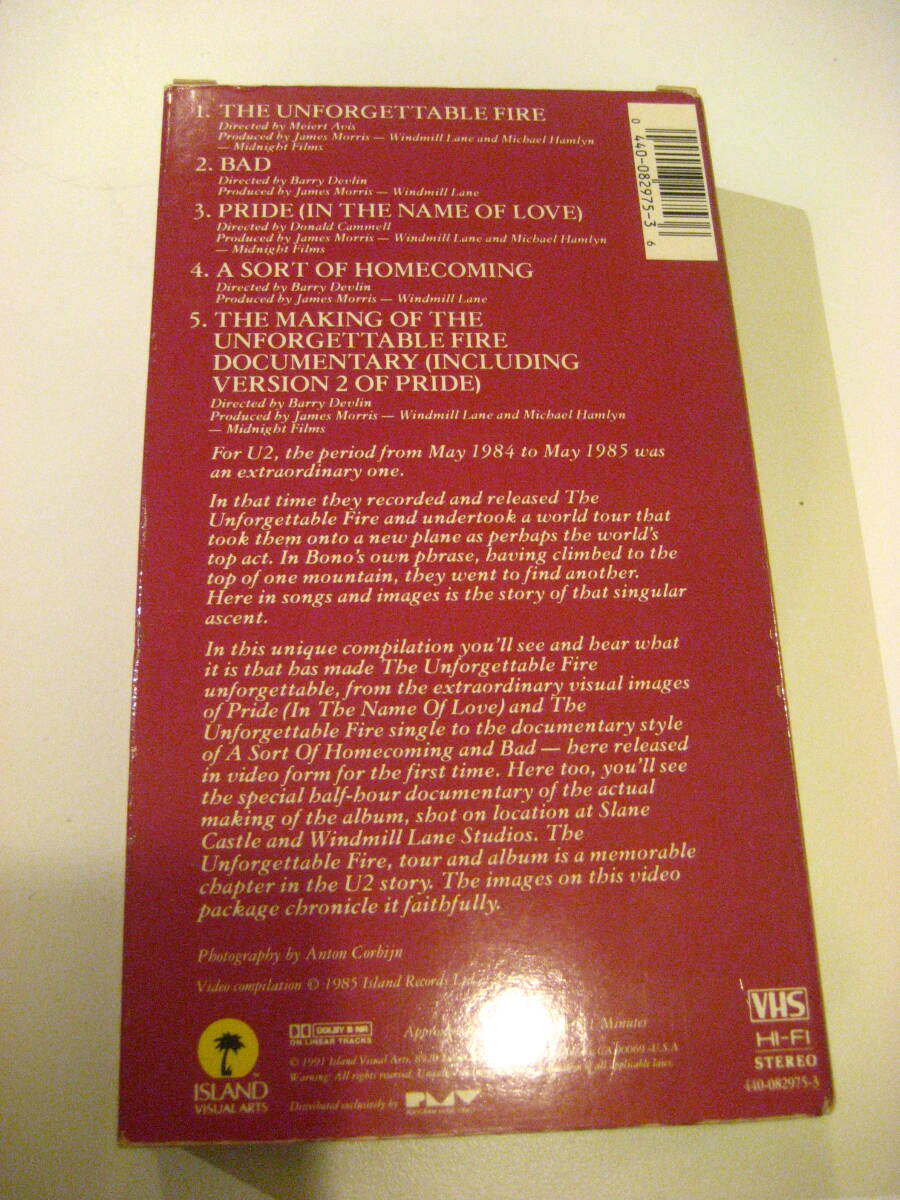 1. THE UNFORGETTABLE FIRE
Directed by Meiert Avis
Produced by James Morris — Windmill Lane and Michael Hamlyn
— Midnight Films
2. BAD
Directed by Barry Devlin
Produced by James Morris — Windmill Lane
3. PRIDE (IN THE NAME OF LOVE)
Directed by Donald Cammell
Produced by James Morris — Windmill Lane and Michael Hamlyn
— Midnight Films
4. A SORT OF HOMECOMING
Directed by Barry Devlin
Produced by James Morris — Windmill Lane
5. THE MAKING OF THE
UNFORGETTABLE FIRE
DOCUMENTARY (INCLUDING
VERSION 2 OF PRIDE)
Directed by Barry Devlin
Produced by James Morris — Windmill Lane and Michael Hamlyn
— Midnight Films
0 440-082975-3 6
For U2, the period from May 1984 to May 1985 was
an extraordinary one.
In that time they recorded and released The
Unforgettable Fire and undertook a world tour that
took them onto a new plane as perhaps the world's
top act. In Bono's own phrase, having climbed to the
top of one mountain, they went to find another.
Here in songs and images is the story of that singular
ascent.
In this unique compilation you'll see and hear what
it is that has made The Unforgettable Fire
unforgettable, from the extraordinary visual images
of Pride (In The Name Of Love) and The
Unforgettable Fire single to the documentary style
of A Sort Of Homecoming and Bad — here released
in video form for the first time. Here too, you'll see
the special half-hour documentary of the actual
making of the album, shot on location at Slane
Castle and Windmill Lane Studios. The
Unforgettable Fire, tour and album is a memorable
chapter in the U2 story. The images on this video
package chronicle it faithfully.
Photography by Anton Corbijn
Video compilation © 1985 Island Records Ltd.
DOLBY B NR
ON LINEAR TRACKS
Minutes
© 1991 Island Visual Arts, 8920 CA 90069 - U.S.A
Warning: All rights reserved. of all applicable laws.
Distributed exclusively by PMV
ISLAND
VISUAL ARTS
VHS
HI-FI
STEREO
440-082975-3